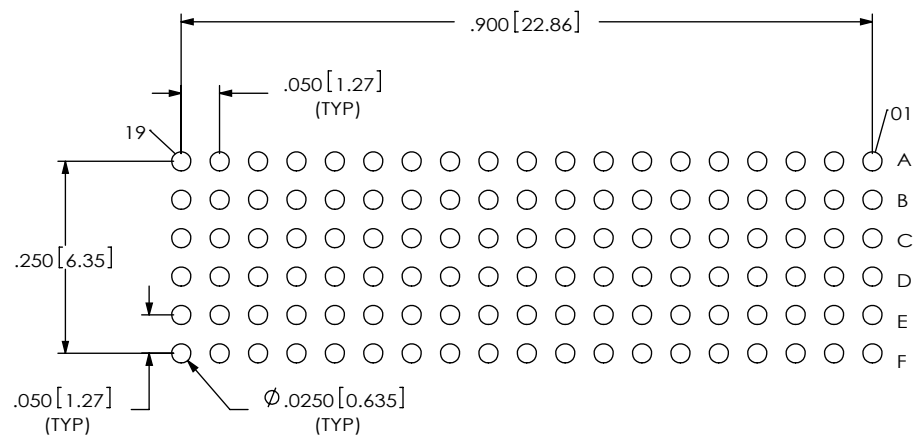 .900[22.86]
.050[1.27]
(TYP)
19
01
A
B
C
.250[6.35]
D
E
F
.050[1.27]
(TYP)
Ø.0250[0.635]
(TYP)